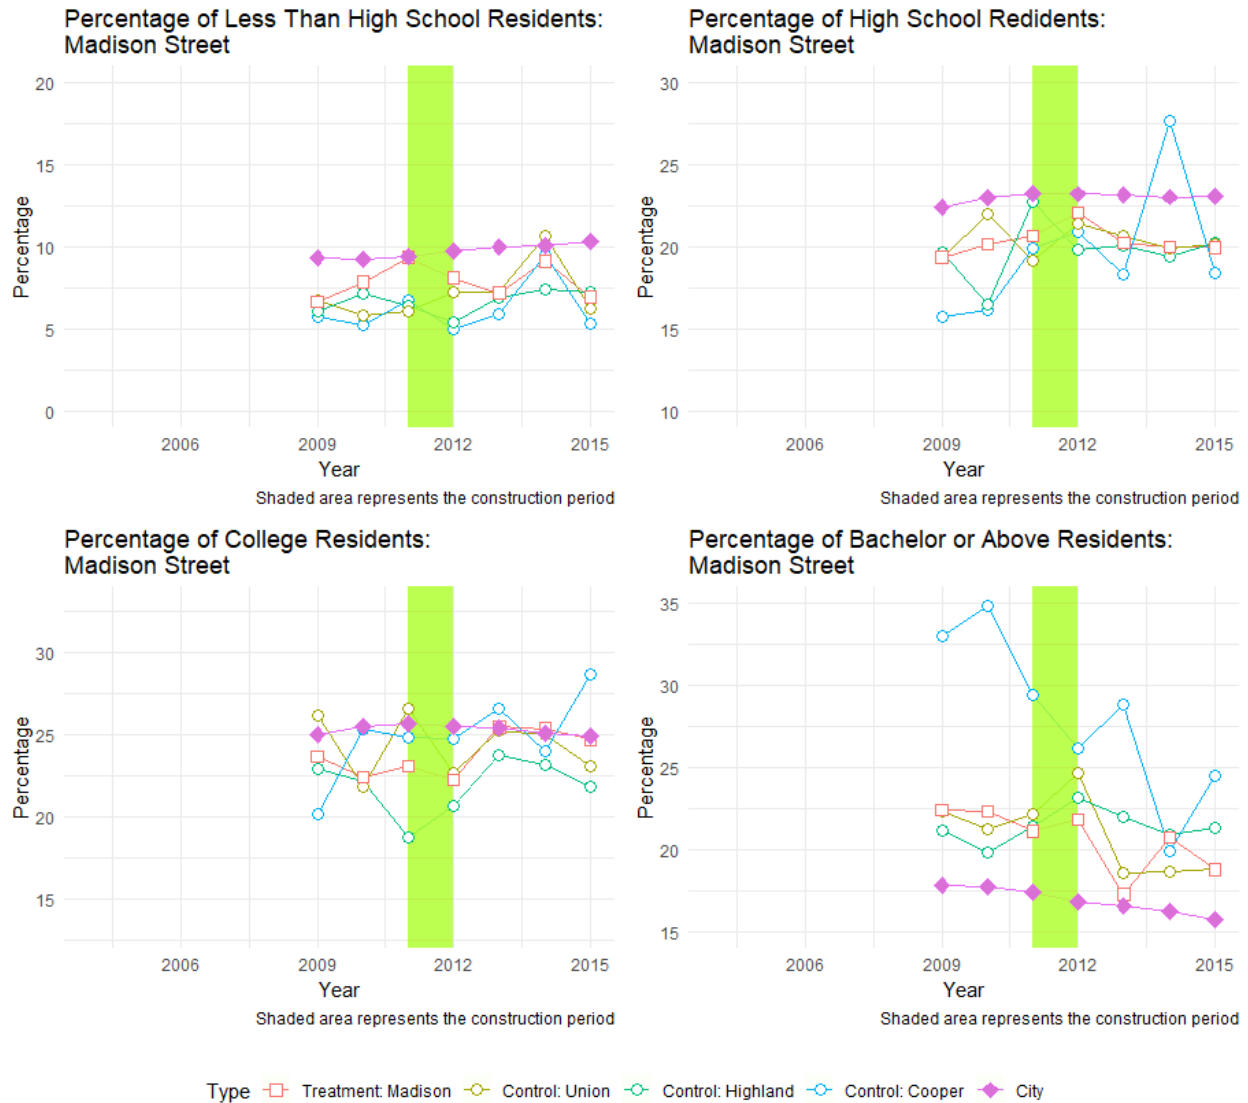 Percentage of Less Than High School Residents:
Madison Street
20
15
10
5
0
Percentage
2006 2009 2012 2015
Year
Shaded area represents the construction period
Percentage of High School Redidents:
Madison Street
30
25
20
15
10
Percentage
2006 2009 2012 2015
Year
Shaded area represents the construction period
Percentage of College Residents:
Madison Street
30
25
20
15
Percentage
2006 2009 2012 2015
Year
Shaded area represents the construction period
Percentage of Bachelor or Above Residents:
Madison Street
35
30
25
20
15
Percentage
2006 2009 2012 2015
Year
Shaded area represents the construction period
Type Treatment: Madison Control: Union Control: Highland Control: Cooper City